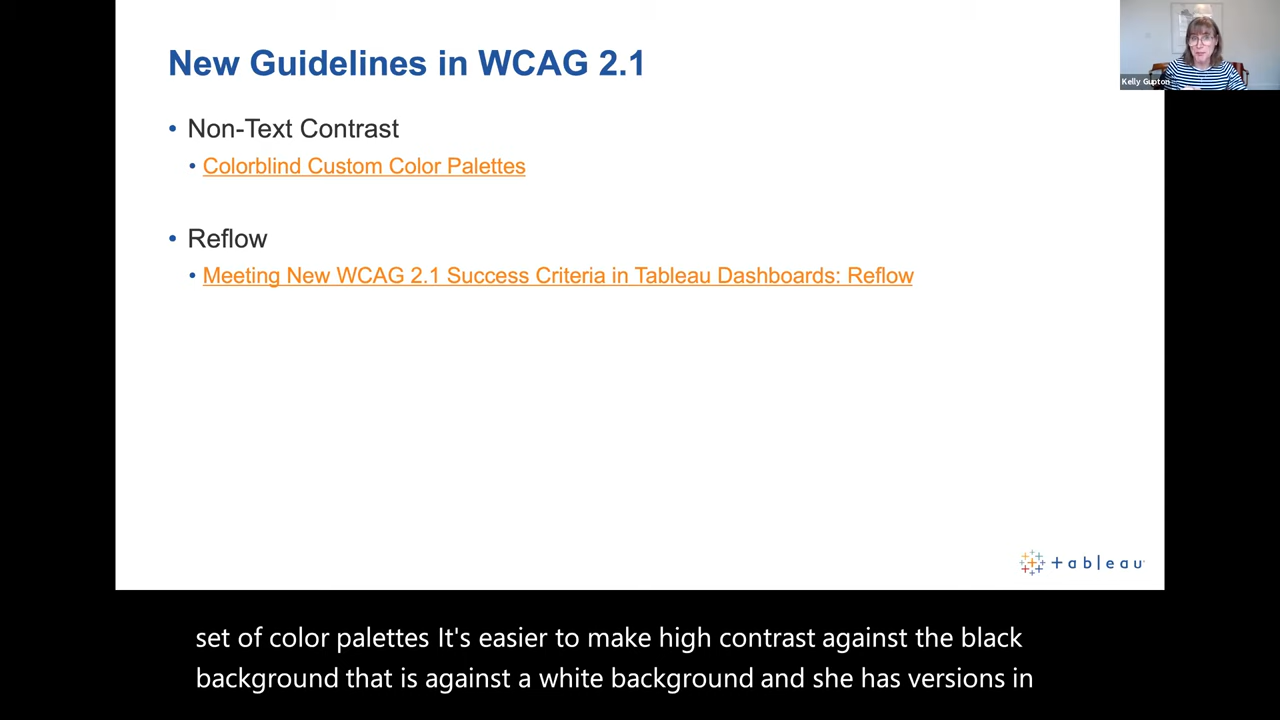 New Guidelines in WCAG 2.1
Kelly Gupton
• Non-Text Contrast
• Colorblind Custom Color Palettes
• Reflow
• Meeting New WCAG 2.1 Success Criteria in Tableau Dashboards: Reflow
+ableau
set of color palettes It's easier to make high contrast against the black
background that is against a white background and she has versions in